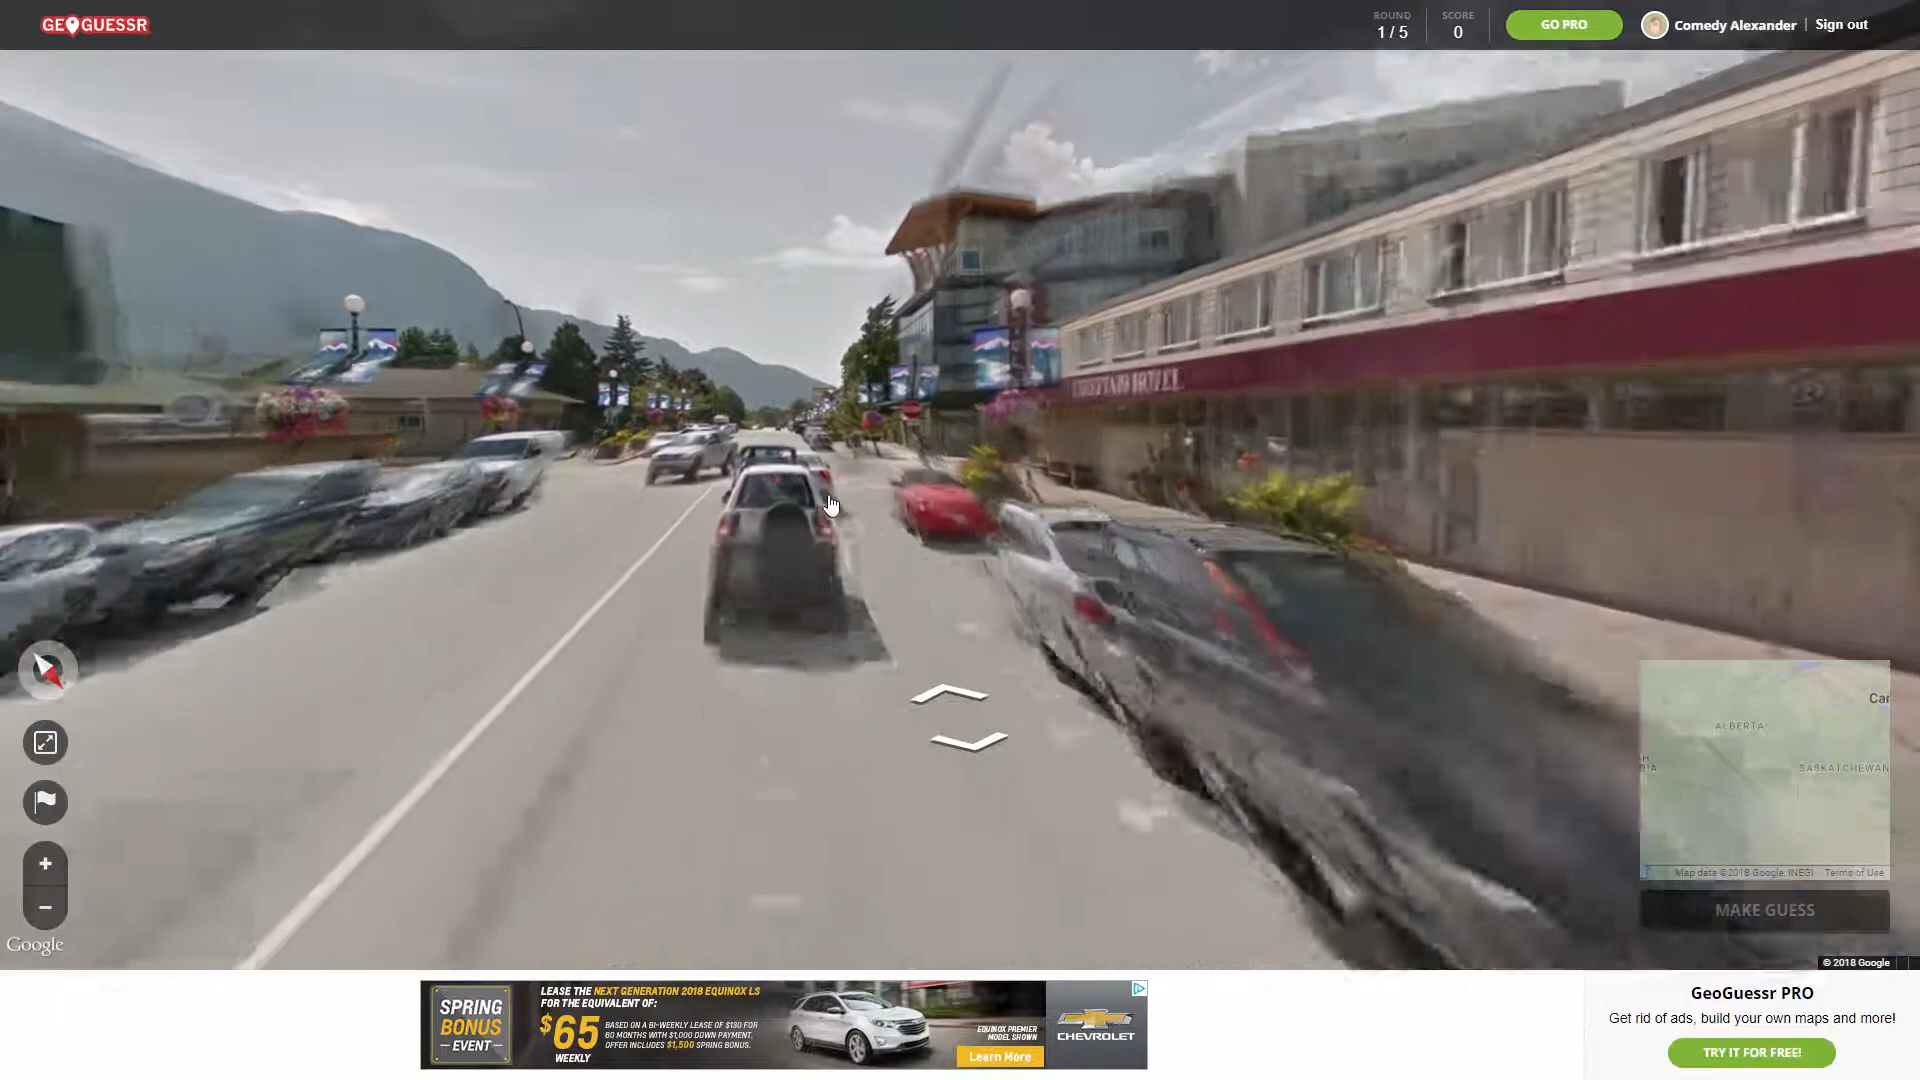 GEOGUESSR
ROUND
1 / 5
SCORE
0
GO PRO
Comedy Alexander
Sign out
HOTEL
Car
ALBERTA
SASKATCHEWAN
Map data ©2018 Google, INEGI
Terms of Use
MAKE GUESS
+
−
Google
© 2018 Google
SPRING
BONUS
— EVENT —
LEASE THE NEXT GENERATION 2018 EQUINOX LS
FOR THE EQUIVALENT OF:
$65
WEEKLY
BASED ON A BI-WEEKLY LEASE OF $130 FOR
60 MONTHS WITH $1,000 DOWN PAYMENT.
OFFER INCLUDES $1,500 SPRING BONUS.
EQUINOX PREMIER
MODEL SHOWN
Learn More
CHEVROLET
GeoGuessr PRO
Get rid of ads, build your own maps and more!
TRY IT FOR FREE!